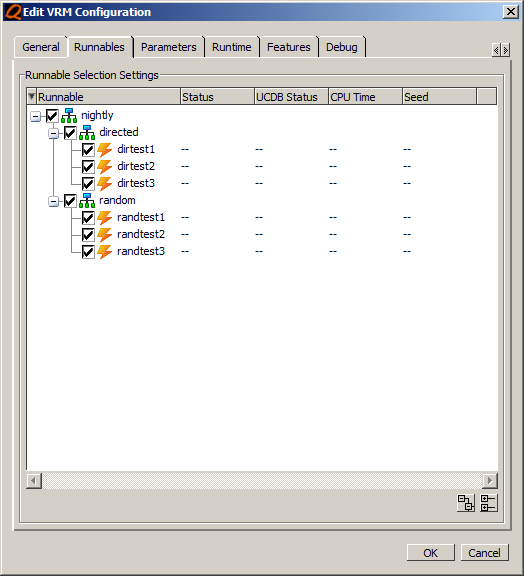 Edit VRM Configuration
General Runnables Parameters Runtime Features Debug
Runnable Selection Settings
Runnable Status UCDB Status CPU Time Seed
nightly
directed
dirtest1 -- -- -- --
dirtest2 -- -- -- --
dirtest3 -- -- -- --
random
randtest1 -- -- -- --
randtest2 -- -- -- --
randtest3 -- -- -- --
OK Cancel